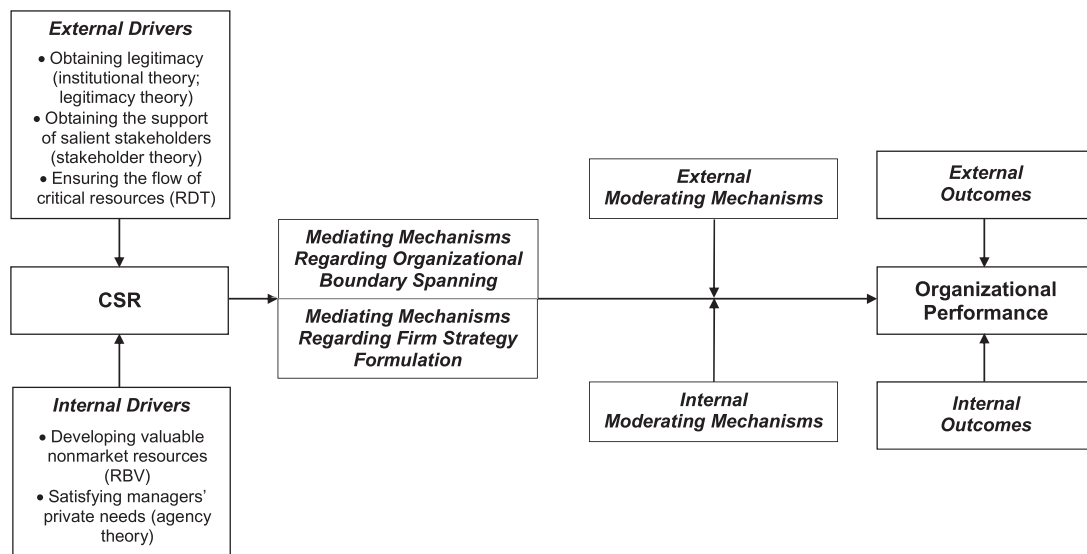 External Drivers
• Obtaining legitimacy
(institutional theory;
legitimacy theory)
• Obtaining the support
of salient stakeholders
(stakeholder theory)
• Ensuring the flow of
critical resources (RDT)
CSR
Internal Drivers
• Developing valuable
nonmarket resources
(RBV)
• Satisfying managers'
private needs (agency
theory)
Mediating Mechanisms
Regarding Organizational
Boundary Spanning
Mediating Mechanisms
Regarding Firm Strategy
Formulation
External
Moderating Mechanisms
Internal
Moderating Mechanisms
External
Outcomes
Organizational
Performance
Internal
Outcomes